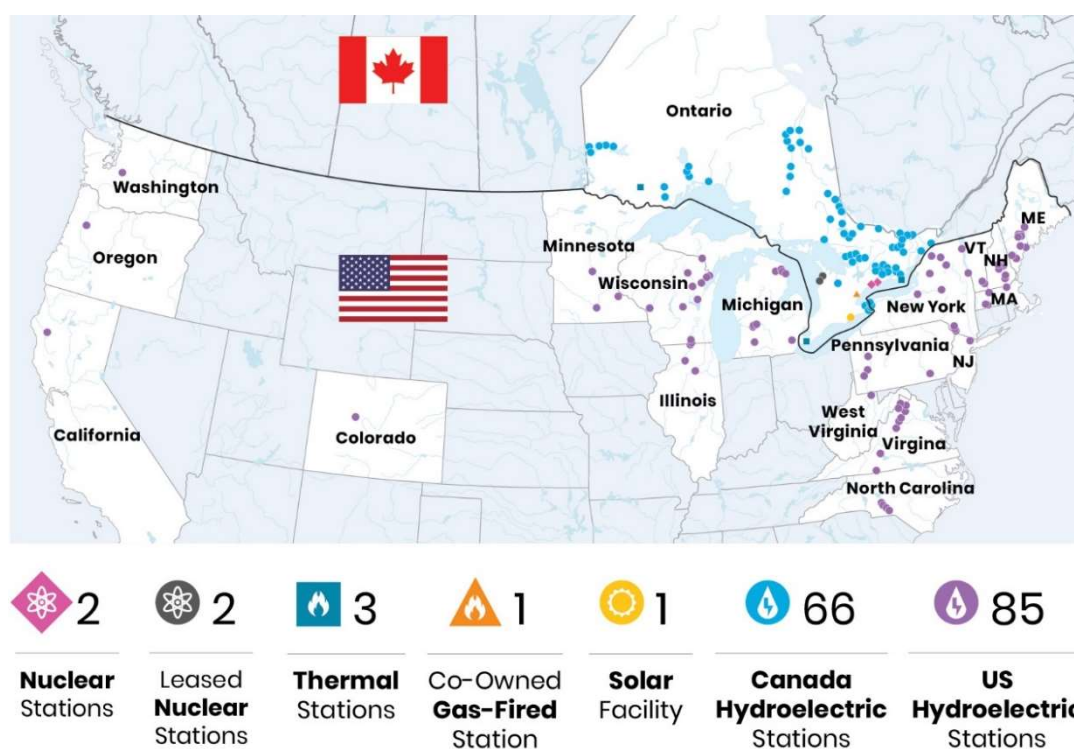 Ontario
Washington
Oregon
Minnesota
Wisconsin
Michigan
ME
VT
NH
MA
New York
Pennsylvania
NJ
Illinois
West
Virginia
Virgina
California
Colorado
North Carolina
2
Nuclear
Stations
2
Leased
Nuclear
Stations
3
Thermal
Stations
1
Co-Owned
Gas-Fired
Station
1
Solar
Facility
66
Canada
Hydroelectric
Stations
85
US
Hydroelectric
Stations